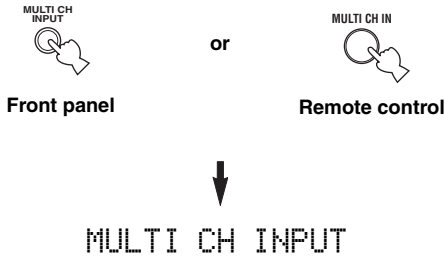 MULTI CH
INPUT
or
MULTI CH IN
Front panel
Remote control
MULTI CH INPUT